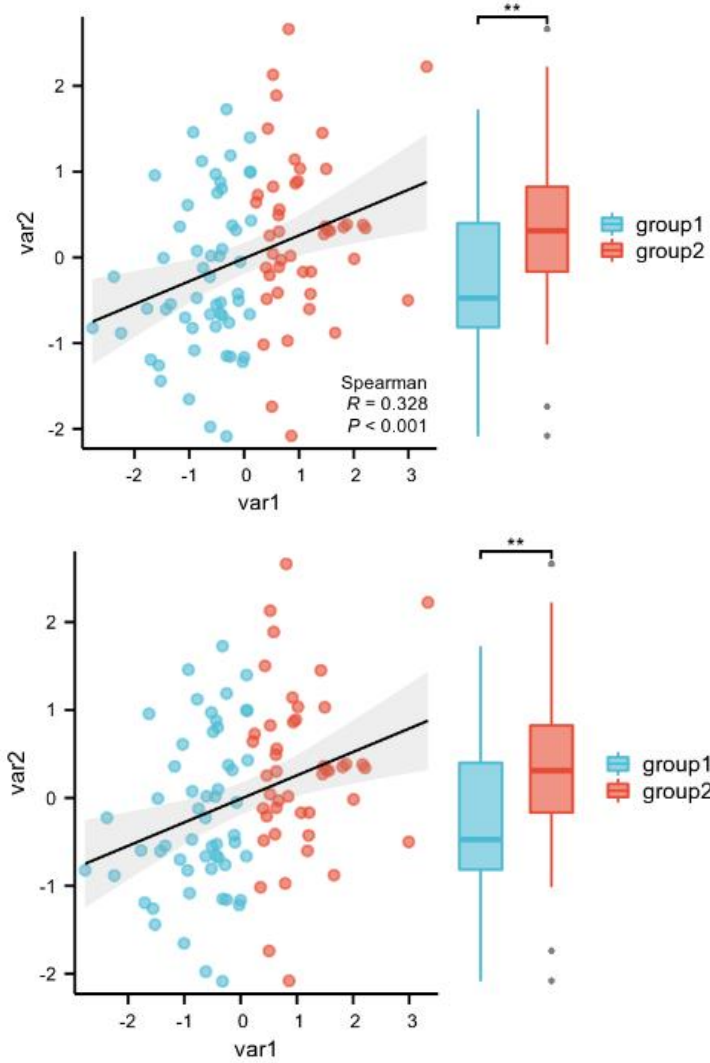 **
2
1
0
-1
-2
var2
group1
group2
Spearman
R = 0.328
P < 0.001
-2 -1 0 1 2 3
var1
**
2
1
0
-1
-2
var2
group1
group2
-2 -1 0 1 2 3
var1